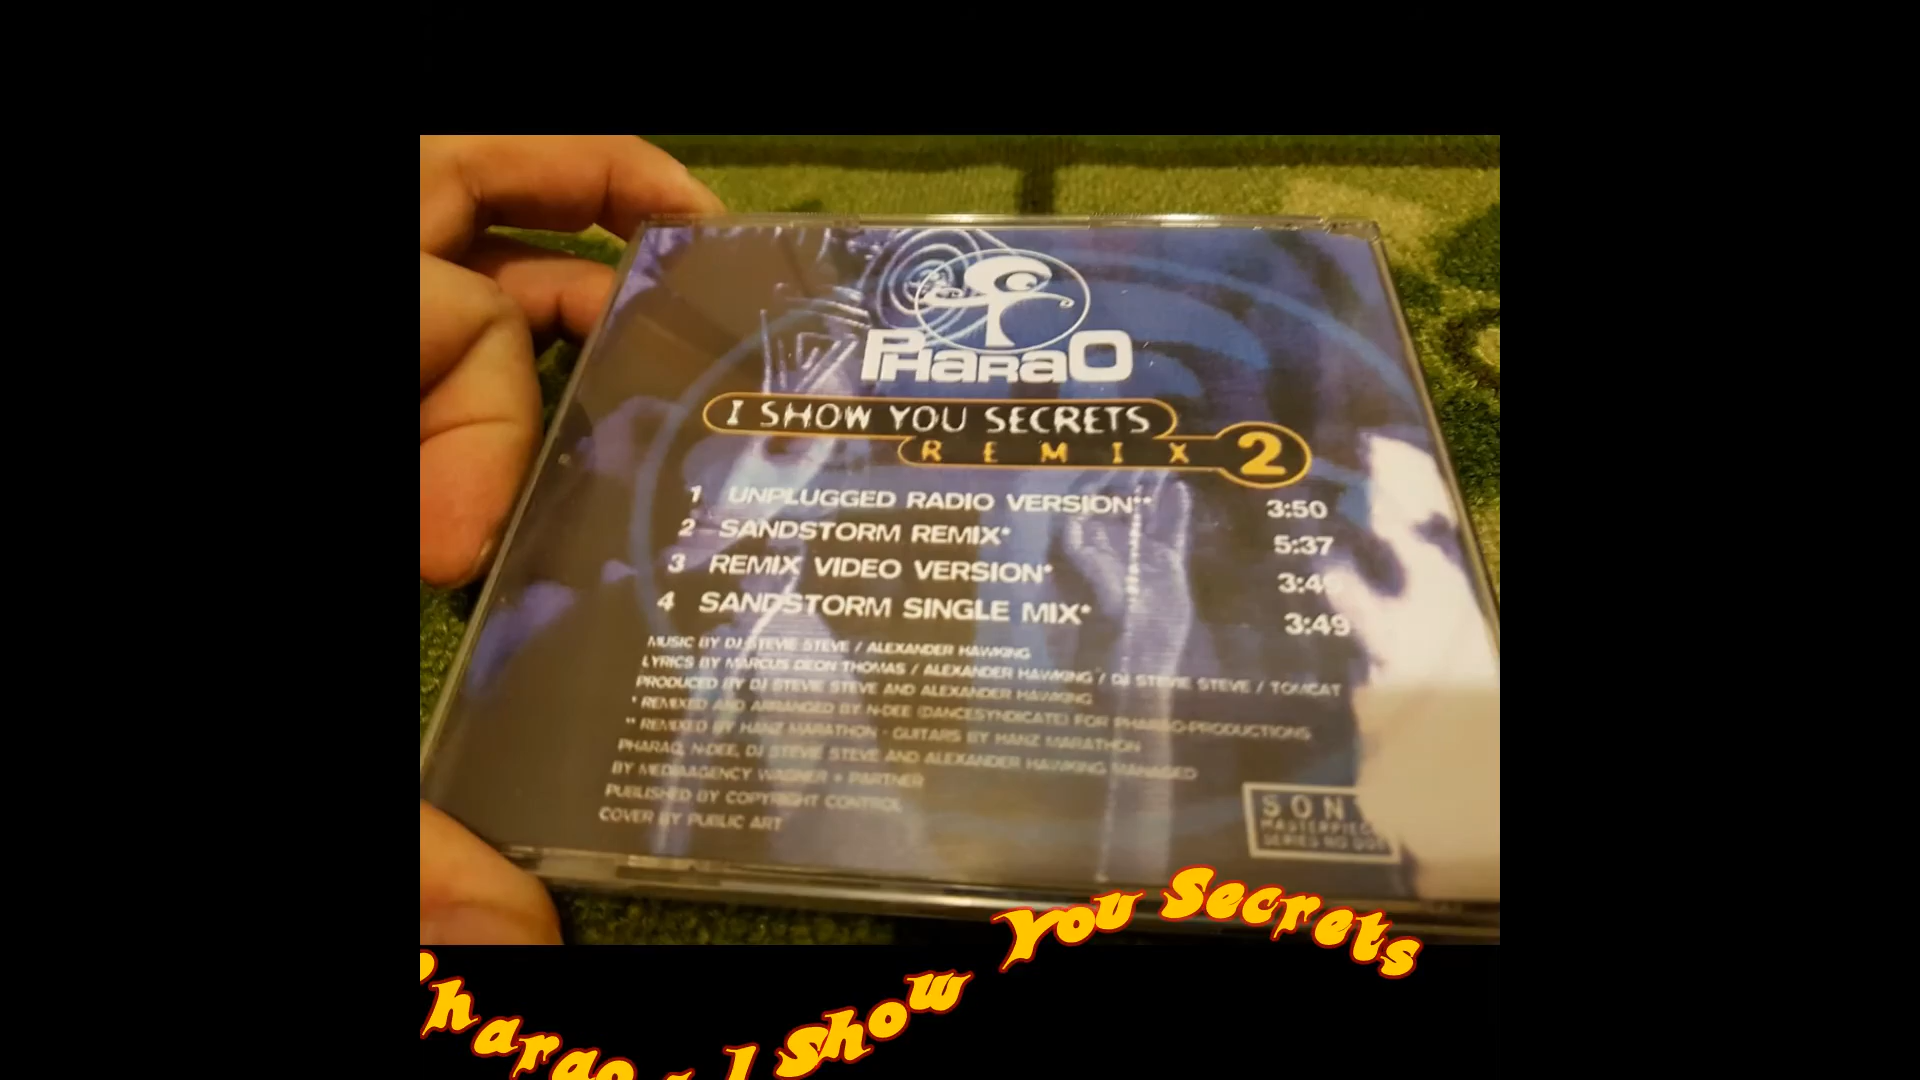 PHaraO
I SHOW YOU SECRETS
REMIX 2
1 UNPLUGGED RADIO VERSION** 3:50
2 SANDSTORM REMIX* 5:37
3 REMIX VIDEO VERSION*
4 SANDSTORM SINGLE MIX* 3:49
MUSIC BY DJ STEVIE STEVE / ALEXANDER HAWKING
LYRICS BY MARCUS DEON THOMAS / ALEXANDER HAWKING / DJ STEVIE STEVE / TOMCAT
PRODUCED BY DJ STEVIE STEVE AND ALEXANDER HAWKING
* REMIXED AND ARRANGED BY N-DEE (DANCESYNDICATE) FOR PHARAO-PRODUCTIONS
** REMIXED BY HANZ MARATHON - GUITARS BY HANZ MARATHON
PHARAO, N-DEE, DJ STEVIE STEVE AND ALEXANDER HAWKING MANAGED
BY MEDIAAGENCY WAGNER + PARTNER
PUBLISHED BY COPYRIGHT CONTROL
COVER BY PUBLIC ART
SERIES NO
Pharao - I Show You Secrets